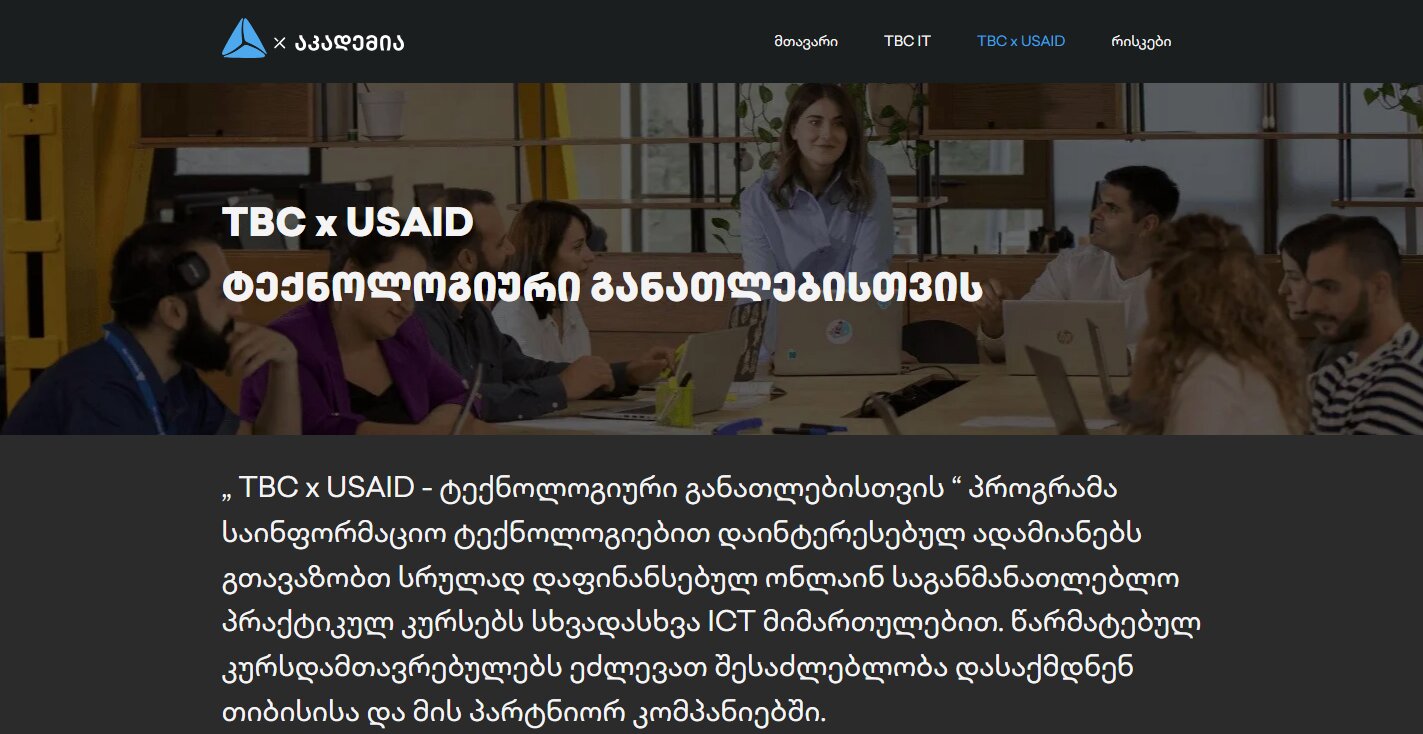 × აკადემია
მთავარი TBC IT TBC x USAID რისკები
TBC x USAID
ტექნოლოგიური განათლებისთვის
„ TBC x USAID - ტექნოლოგიური განათლებისთვის “ პროგრამა
საინფორმაციო ტექნოლოგიებით დაინტერესებულ ადამიანებს
გთავაზობთ სრულად დაფინანსებულ ონლაინ საგანმანათლებლო
პრაქტიკულ კურსებს სხვადასხვა ICT მიმართულებით. წარმატებულ
კურსდამთავრებულებს ეძლევათ შესაძლებლობა დასაქმდნენ
თიბისისა და მის პარტნიორ კომპანიებში.